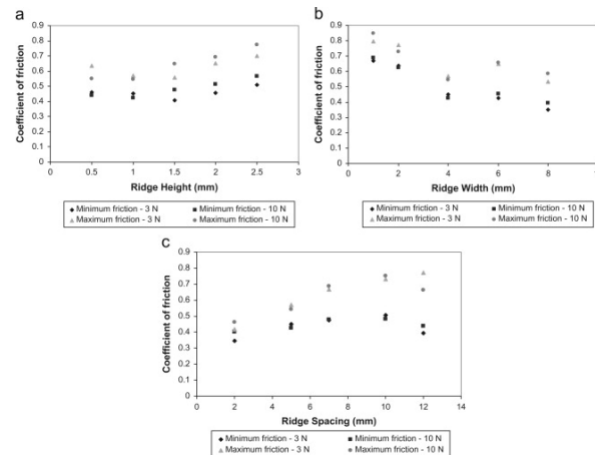 a
0.9
0.8
0.7
0.6
0.5
0.4
0.3
0.2
0.1
0
Coefficient of friction
0 0.5 1 1.5 2 2.5 3
Ridge Height (mm)
Minimum friction - 3 N Minimum friction - 10 N
Maximum friction - 3 N Maximum friction - 10 N
b
0.9
0.8
0.7
0.6
0.5
0.4
0.3
0.2
0.1
0
Coefficient of friction
0 2 4 6 8 10
Ridge Width (mm)
Minimum friction - 3 N Minimum friction - 10 N
Maximum friction - 3 N Maximum friction - 10 N
C
0.9
0.8
0.7
0.6
0.5
0.4
0.3
0.2
0.1
0
Coefficient of friction
0 2 4 6 8 10 12 14
Ridge Spacing (mm)
Minimum friction - 3 N Minimum friction - 10 N
Maximum friction - 3 N Maximum friction - 10 N